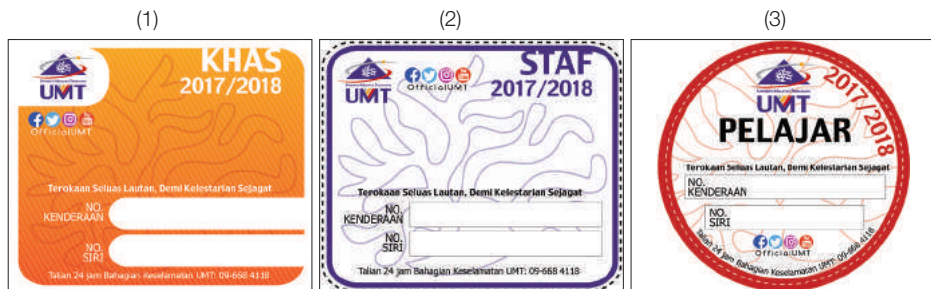 (1)
(2)
(3)
KHAS
2017/2018
UMT
OfficialUMT
Terokaan Seluas Lautan, Demi Kelestarian Sejagat
NO.
KENDERAAN
NO.
SIRI
Talian 24 jam Bahagian Keselamatan UMT: 09-668 4118
STAF
2017/2018
UMT
OfficialUMT
Terokaan Seluas Lautan, Demi Kelestarian Sejagat
NO.
KENDERAAN
NO.
SIRI
Talian 24 jam Bahagian Keselamatan UMT: 09-668 4118
2017/2018
UMT
PELAJAR
Terokaan Seluas Lautan, Demi Kelestarian Sejagat
NO.
KENDERAAN
NO.
SIRI
OfficialUMT
Talian 24 jam Bahagian Keselamatan UMT: 09-668 4118